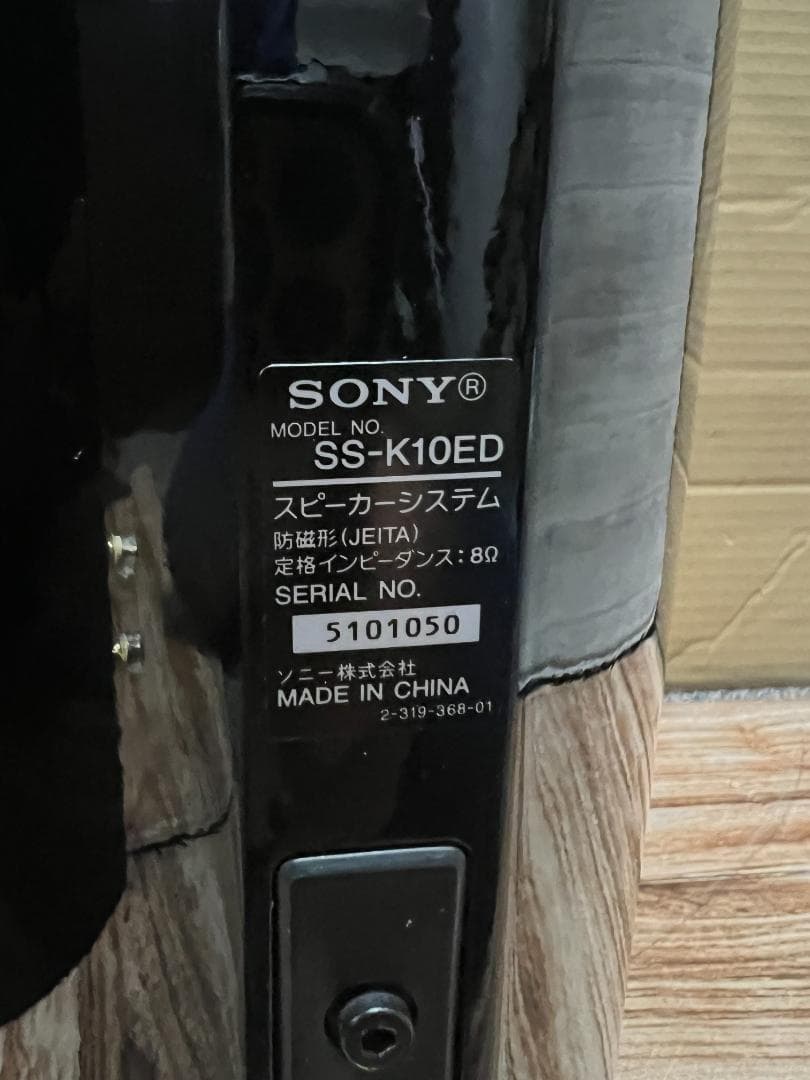 SONY®
MODEL NO.
SS-K10ED
スピーカーシステム
防磁形(JEITA)
定格インピーダンス:8Ω
SERIAL NO.
5101050
ソニー株式会社
MADE IN CHINA
2-319-368-01